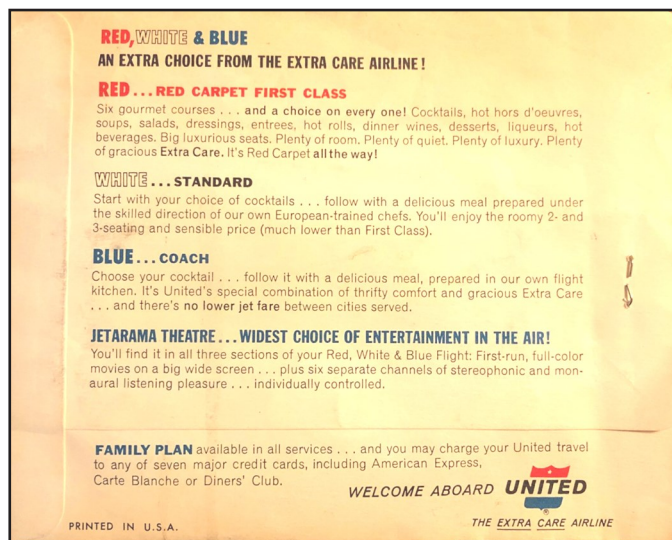 RED, WHITE & BLUE
AN EXTRA CHOICE FROM THE EXTRA CARE AIRLINE!
RED...RED CARPET FIRST CLASS
Six gourmet courses . . . and a choice on every one! Cocktails, hot hors d'oeuvres,
soups, salads, dressings, entrees, hot rolls, dinner wines, desserts, liqueurs, hot
beverages. Big luxurious seats. Plenty of room. Plenty of quiet. Plenty of luxury. Plenty
of gracious Extra Care. It's Red Carpet all the way!
WHITE...STANDARD
Start with your choice of cocktails . . . follow with a delicious meal prepared under
the skilled direction of our own European-trained chefs. You'll enjoy the roomy 2- and
3-seating and sensible price (much lower than First Class).
BLUE...COACH
Choose your cocktail . . . follow it with a delicious meal, prepared in our own flight
kitchen. It's United's special combination of thrifty comfort and gracious Extra Care
. . . and there's no lower jet fare between cities served.
JETARAMA THEATRE...WIDEST CHOICE OF ENTERTAINMENT IN THE AIR!
You'll find it in all three sections of your Red, White & Blue Flight: First-run, full-color
movies on a big wide screen . . . plus six separate channels of stereophonic and mon-
aural listening pleasure . . . individually controlled.
FAMILY PLAN available in all services . . . and you may charge your United travel
to any of seven major credit cards, including American Express,
Carte Blanche or Diners' Club.
WELCOME ABOARD UNITED
®
THE EXTRA CARE AIRLINE
PRINTED IN U.S.A.